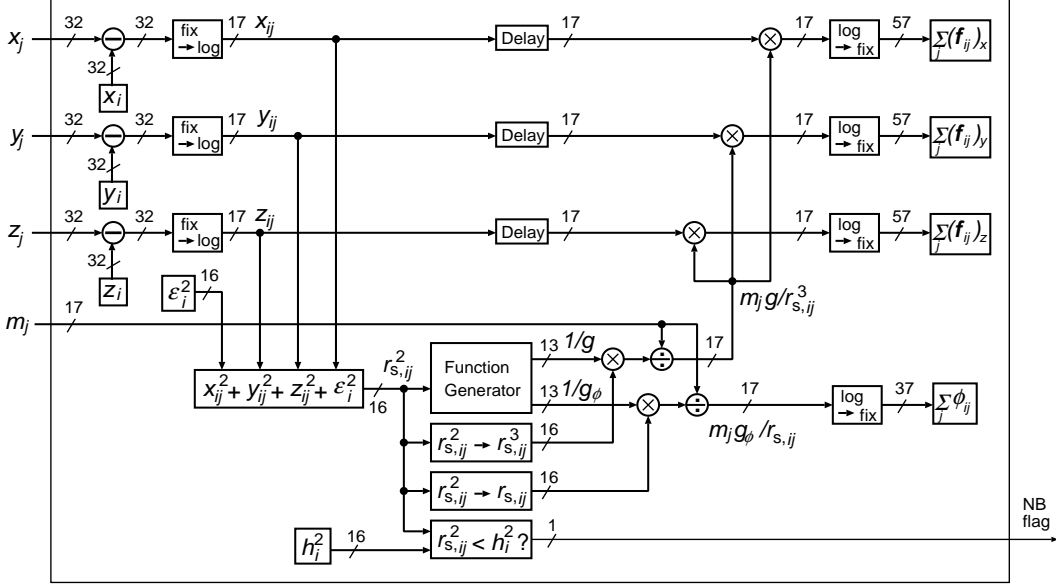 x_j 32 32 fix → log 17 x_ij Delay 17 17 log → fix 57 Σ_j (f_ij)_x
32
x_i
y_j 32 32 fix → log 17 y_ij Delay 17 17 log → fix 57 Σ_j (f_ij)_y
32
y_i
z_j 32 32 fix → log 17 z_ij Delay 17 17 log → fix 57 Σ_j (f_ij)_z
32
z_i
ε_i^2 16
m_j g/r_s,ij^3
m_j 17
x_ij^2 + y_ij^2 + z_ij^2 + ε_i^2 r_s,ij^2 16
Function Generator 13 1/g 17
13 1/g_ϕ 17 log → fix 37 Σ_j ϕ_ij
m_j g_ϕ /r_s,ij
r_s,ij^2 → r_s,ij^3 16
r_s,ij^2 → r_s,ij 16
h_i^2 16 r_s,ij^2 < h_i^2 ? 1
NB
flag